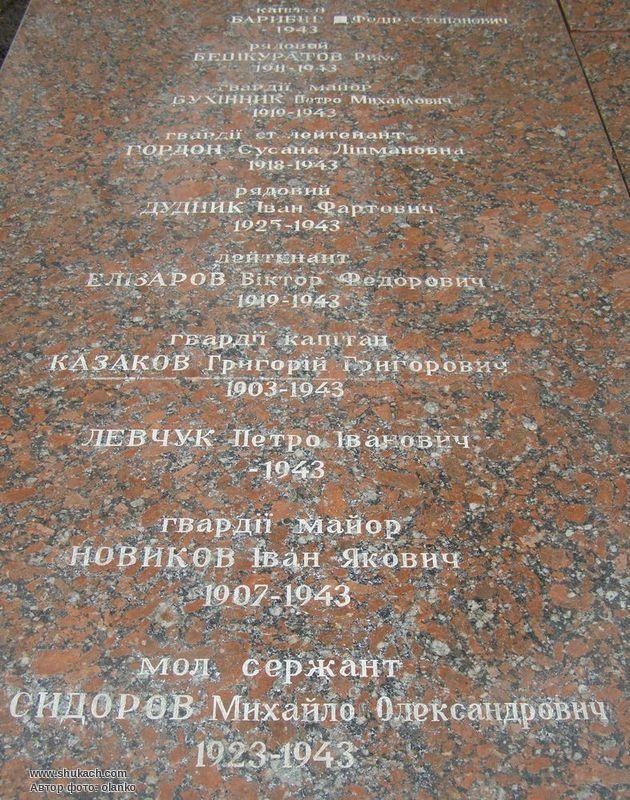 капітан
Федір Степанович
- 1943
рядовий
БЕШКУРАТОВ
1911-1943
гвардії майор
БУХІННИК Петро Михайлович
1919-1943
гвардії ст лейтенант
ГОРДОН Сусана Ліпмановна
1918-1943
рядовий
ДУДНИК Іван Фартович
1925-1943
лейтенант
ЕЛІЗАРОВ Віктор Федорович
1919-1943
гвардії капітан
КАЗАКОВ Григорій Григорович
1903-1943
ЛЕВЧУК Петро Іванович
-1943
гвардії майор
НОВИКОВ Іван Якович
1907-1943
мол сержант
СИДОРОВ Михайло Олександрович
1923-1943
www.shukach.com
Автор фото: olanko